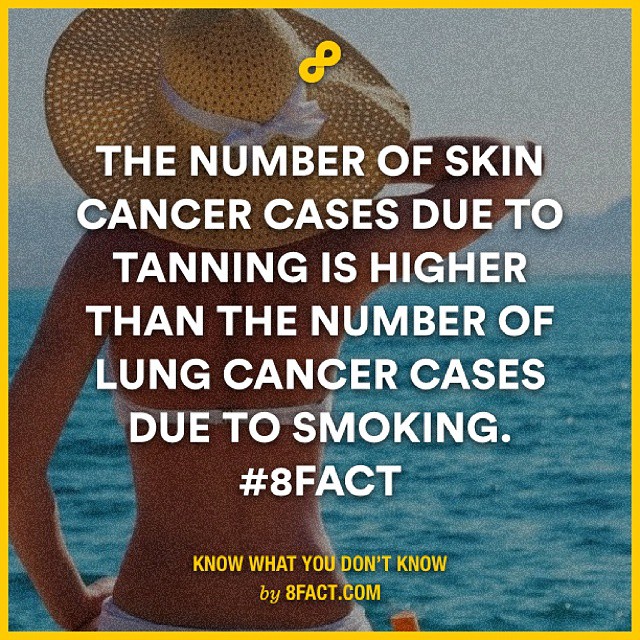 THE NUMBER OF SKIN
CANCER CASES DUE TO
TANNING IS HIGHER
THAN THE NUMBER OF
LUNG CANCER CASES
DUE TO SMOKING.
#8FACT
KNOW WHAT YOU DON'T KNOW
by 8FACT.COM